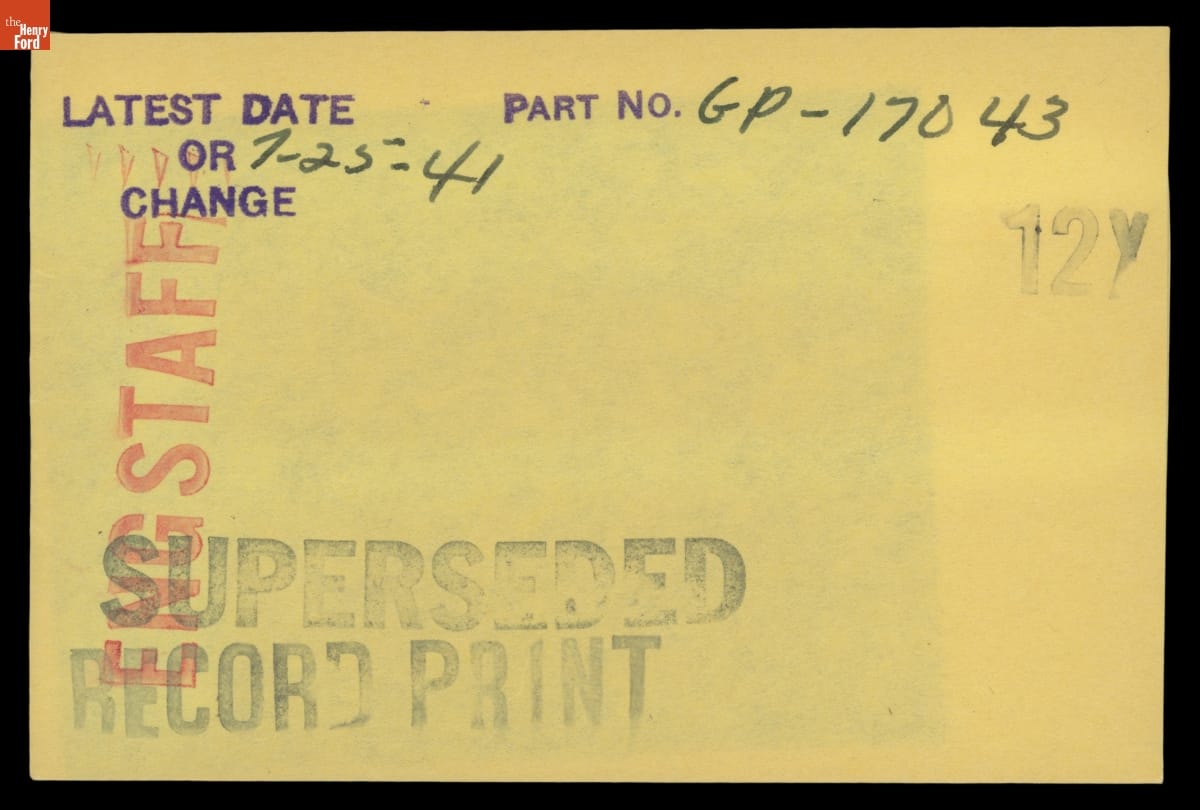 the
Henry
Ford
LATEST DATE
OR 7-25-41
CHANGE
PART NO. GP-17043
12Y
ENG STAFF
SUPERSEDED
RECORD PRINT